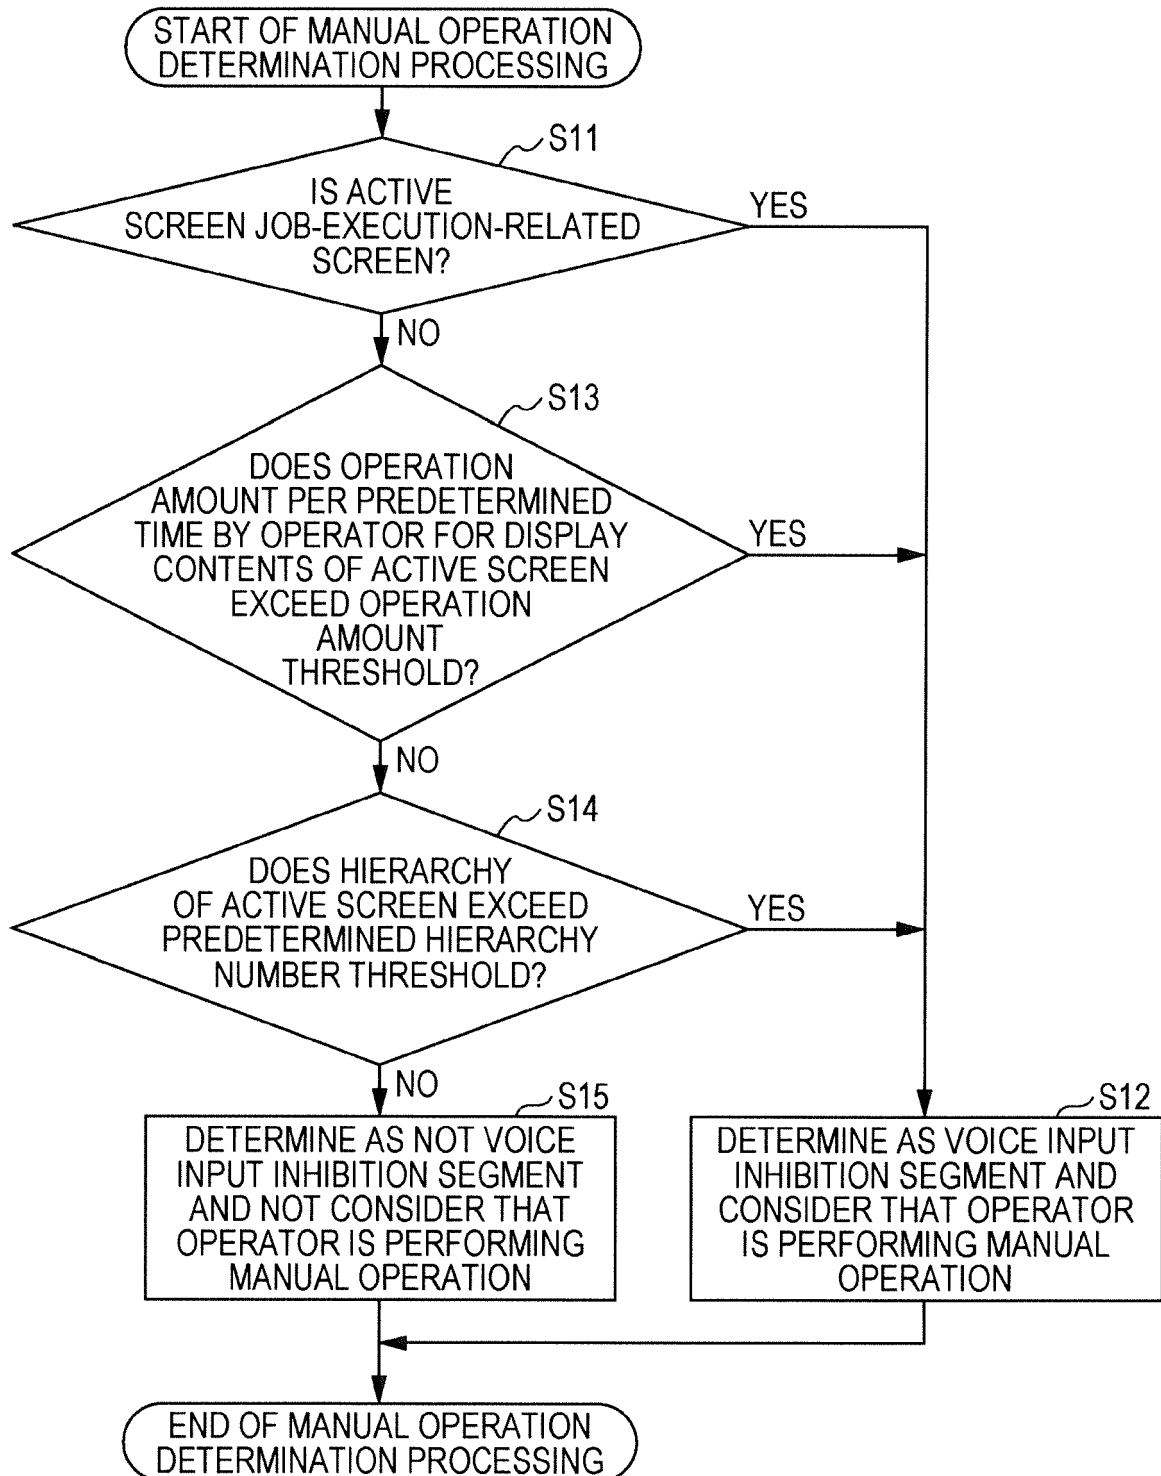 START OF MANUAL OPERATION
DETERMINATION PROCESSING
S11
IS ACTIVE
SCREEN JOB-EXECUTION-RELATED
SCREEN?
YES
NO
S13
DOES OPERATION
AMOUNT PER PREDETERMINED
TIME BY OPERATOR FOR DISPLAY
CONTENTS OF ACTIVE SCREEN
EXCEED OPERATION
AMOUNT
THRESHOLD?
YES
NO
S14
DOES HIERARCHY
OF ACTIVE SCREEN EXCEED
PREDETERMINED HIERARCHY
NUMBER THRESHOLD?
YES
NO
S15
DETERMINE AS NOT VOICE
INPUT INHIBITION SEGMENT
AND NOT CONSIDER THAT
OPERATOR IS PERFORMING
MANUAL OPERATION
S12
DETERMINE AS VOICE INPUT
INHIBITION SEGMENT AND
CONSIDER THAT OPERATOR
IS PERFORMING MANUAL
OPERATION
END OF MANUAL OPERATION
DETERMINATION PROCESSING